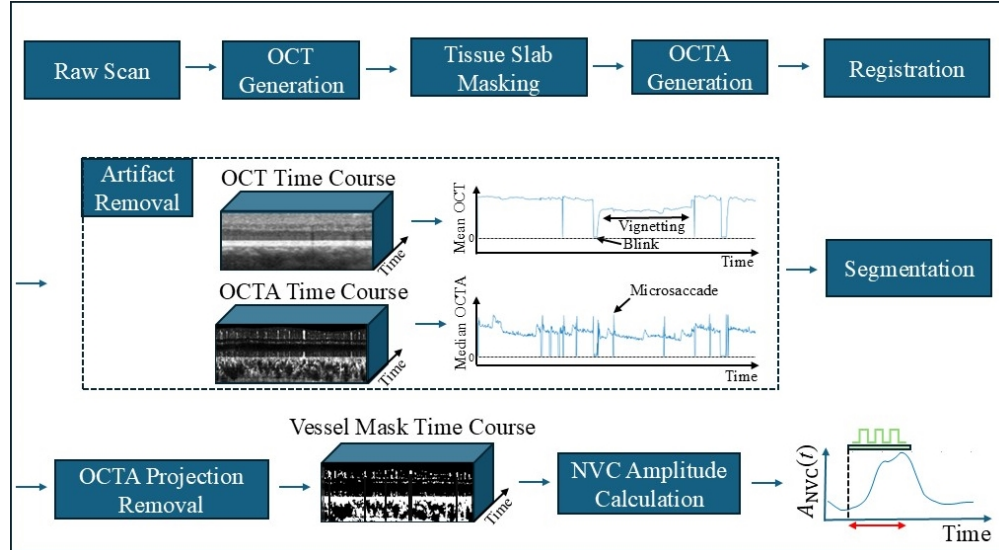 Raw Scan
OCT
Generation
Tissue Slab
Masking
OCTA
Generation
Registration
Artifact
Removal
OCT Time Course
Time
Mean OCT
0
Vignetting
Blink
Time
OCTA Time Course
Time
Median OCTA
0
Microsaccade
Time
Segmentation
OCTA Projection
Removal
Vessel Mask Time Course
Time
NVC Amplitude
Calculation
A_NVC(t)
Time